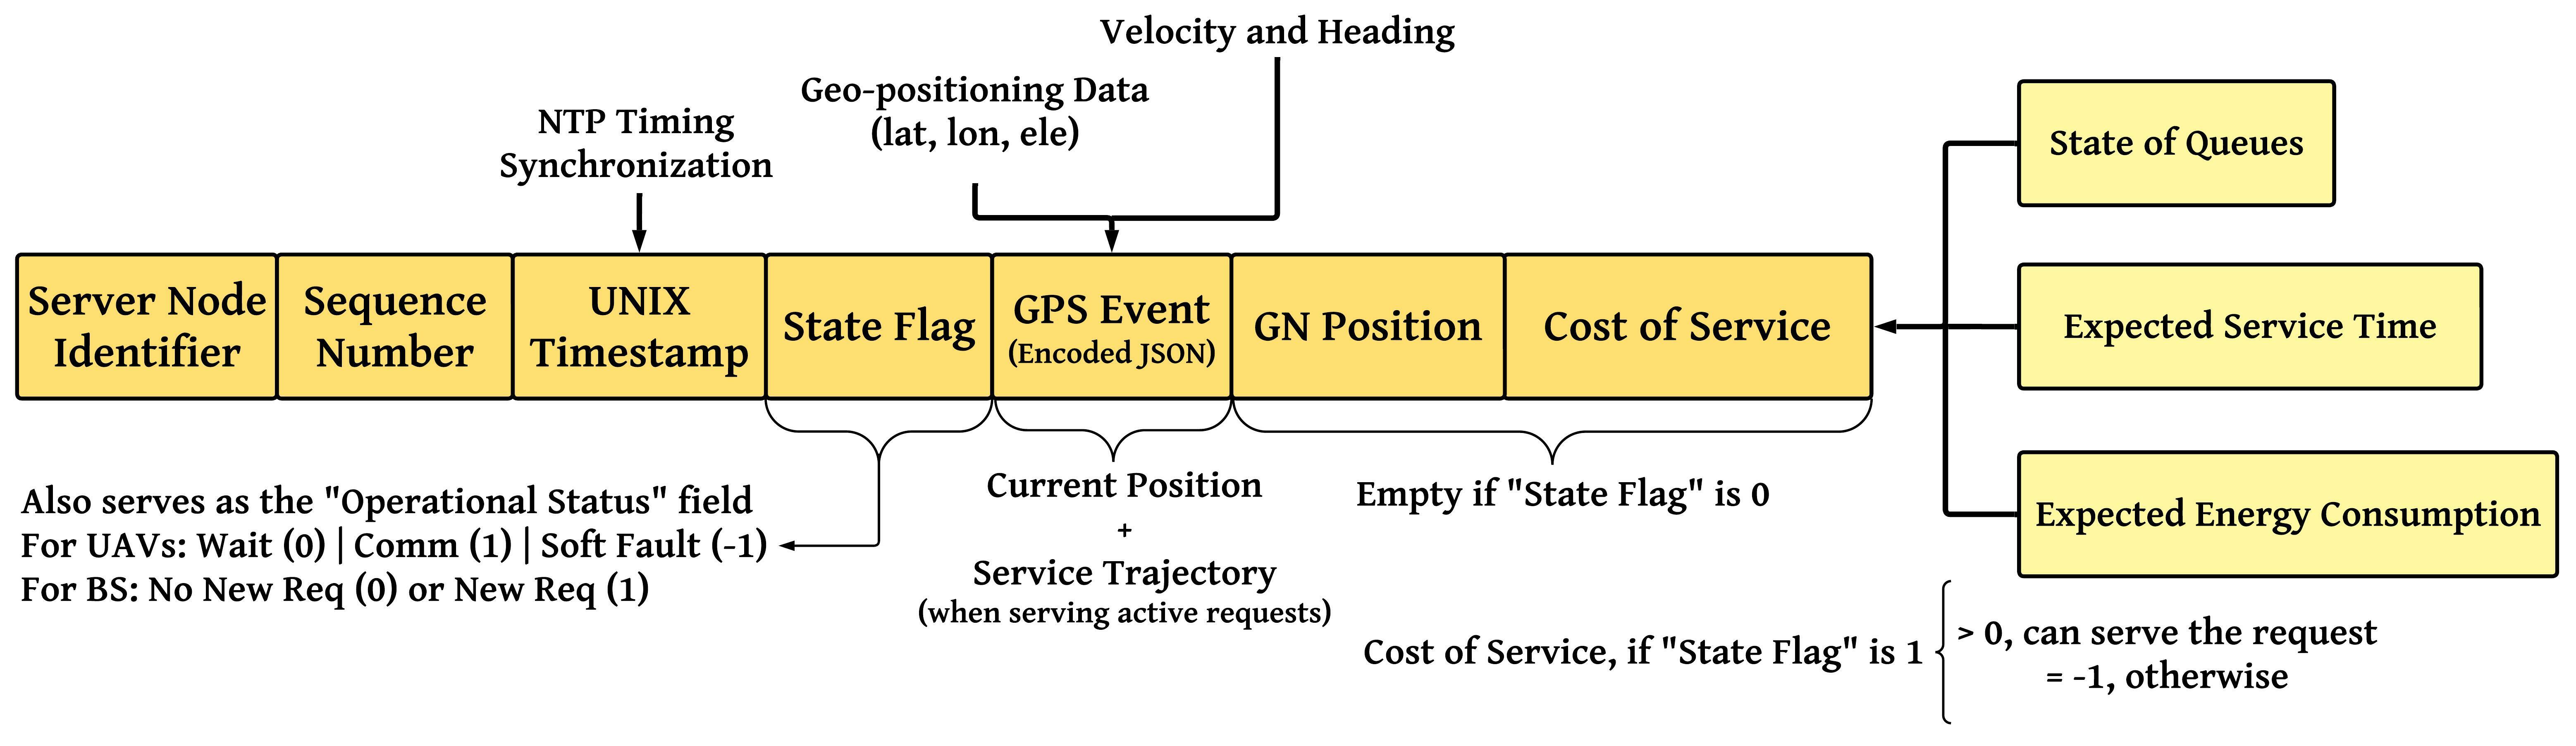 Velocity and Heading
Geo-positioning Data
(lat, lon, ele)
NTP Timing
Synchronization
Server Node
Identifier
Sequence
Number
UNIX
Timestamp
State Flag
GPS Event
(Encoded JSON)
GN Position
Cost of Service
State of Queues
Expected Service Time
Expected Energy Consumption
Also serves as the "Operational Status" field
For UAVs: Wait (0) | Comm (1) | Soft Fault (-1)
For BS: No New Req (0) or New Req (1)
Current Position
+
Service Trajectory
(when serving active requests)
Empty if "State Flag" is 0
Cost of Service, if "State Flag" is 1
> 0, can serve the request
= -1, otherwise